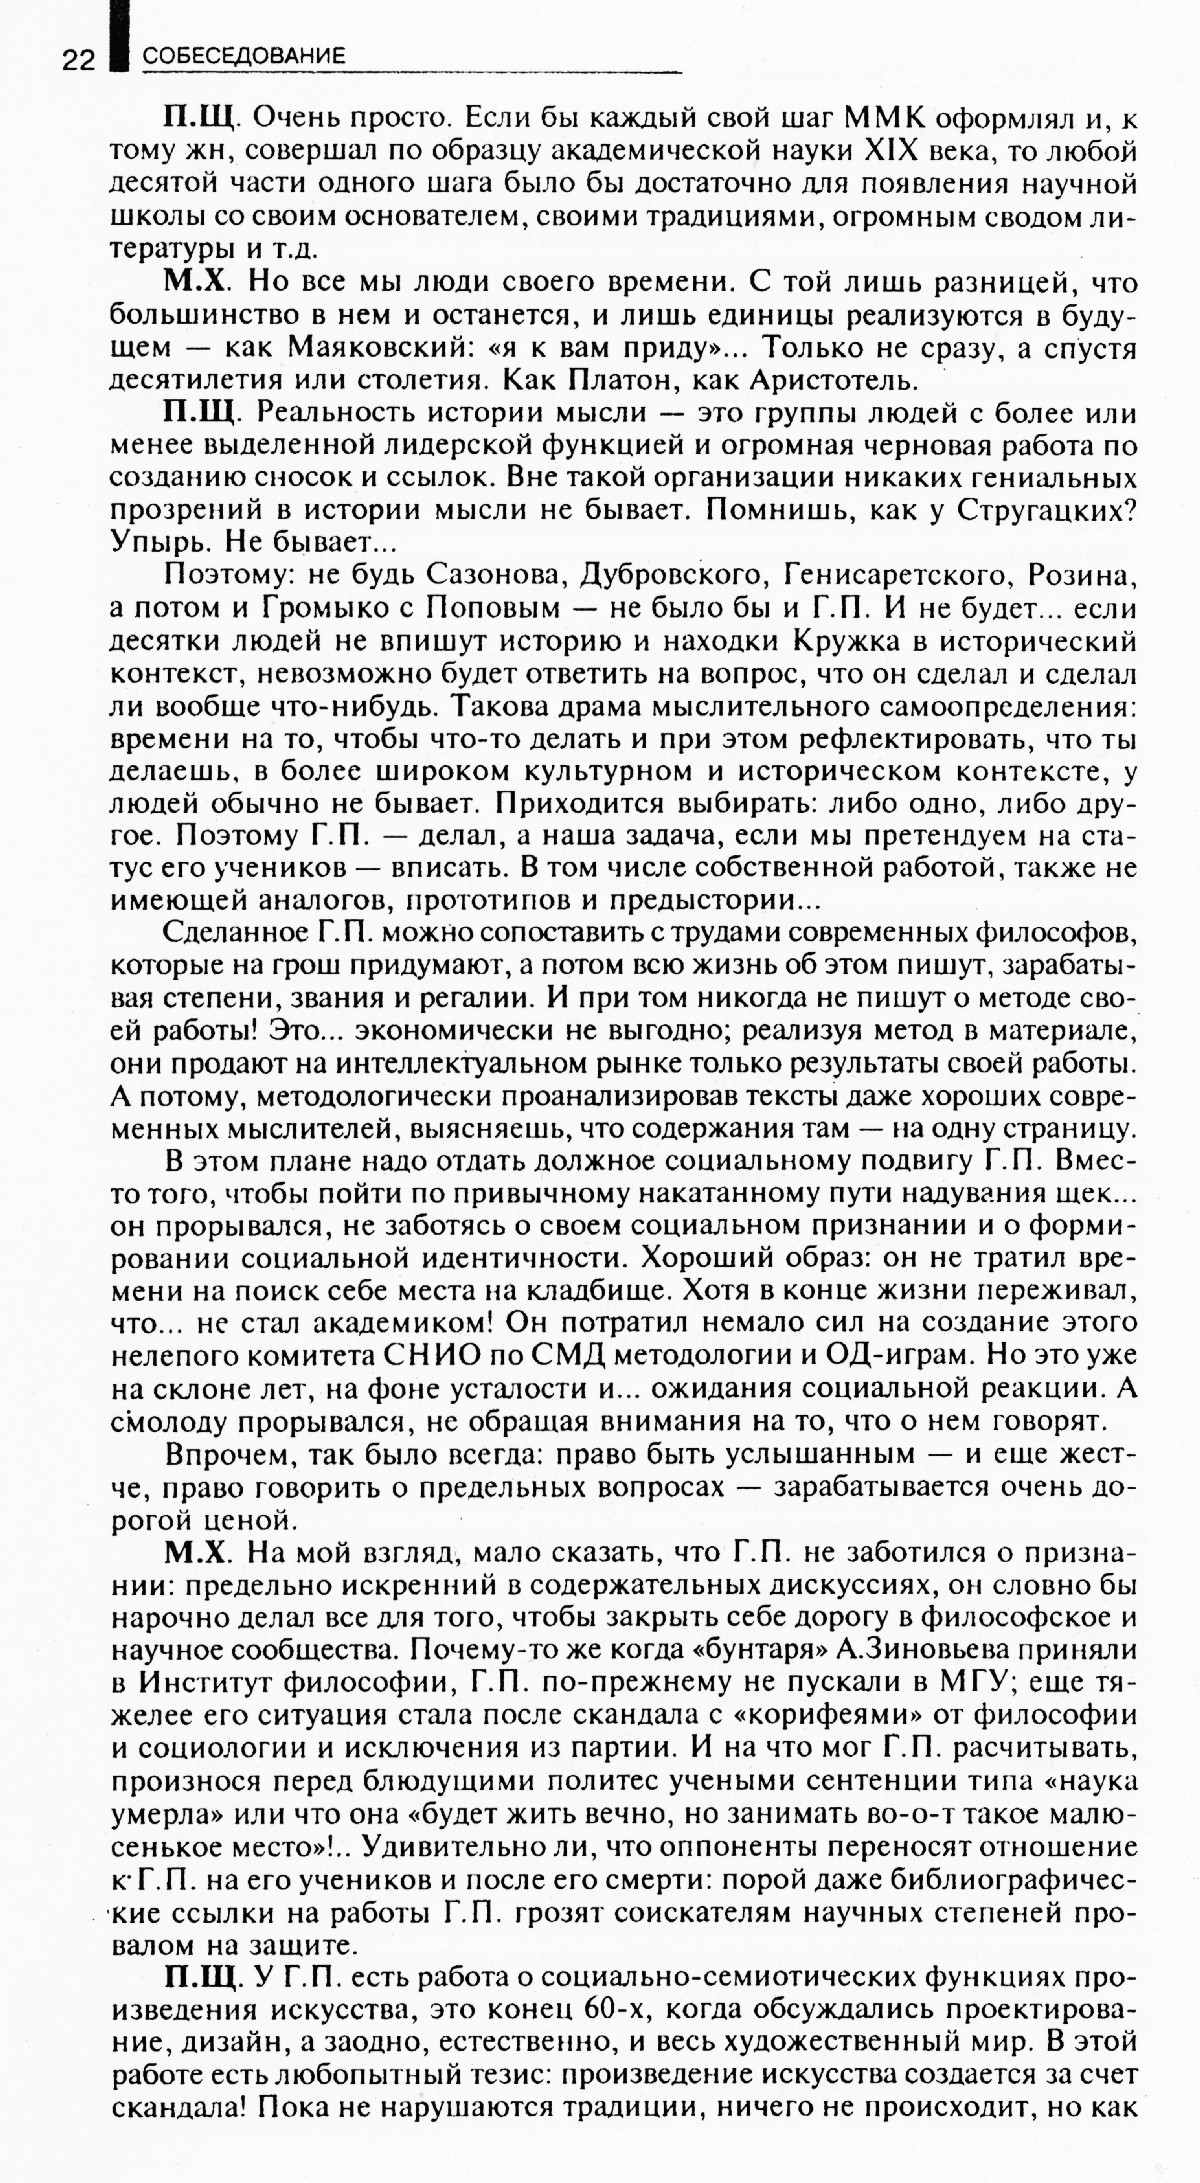 22
СОБЕСЕДОВАНИЕ
П.Щ. Очень просто. Если бы каждый свой шаг ММК оформлял и, к
тому жн, совершал по образцу академической науки XIX века, то любой
десятой части одного шага было бы достаточно для появления научной
школы со своим основателем, своими традициями, огромным сводом ли-
тературы и т.д.
М.Х. Но все мы люди своего времени. С той лишь разницей, что
большинство в нем и останется, и лишь единицы реализуются в буду-
щем — как Маяковский: «я к вам приду»... Только не сразу, а спустя
десятилетия или столетия. Как Платон, как Аристотель.
П.Щ. Реальность истории мысли — это группы людей с более или
менее выделенной лидерской функцией и огромная черновая работа по
созданию сносок и ссылок. Вне такой организации никаких гениальных
прозрений в истории мысли не бывает. Помнишь, как у Стругацких?
Упырь. Не бывает...
Поэтому: не будь Сазонова, Дубровского, Генисаретского, Розина,
а потом и Громыко с Поповым — не было бы и Г.П. И не будет... если
десятки людей не впишут историю и находки Кружка в исторический
контекст, невозможно будет ответить на вопрос, что он сделал и сделал
ли вообще что-нибудь. Такова драма мыслительного самоопределения:
времени на то, чтобы что-то делать и при этом рефлектировать, что ты
делаешь, в более широком культурном и историческом контексте, у
людей обычно не бывает. Приходится выбирать: либо одно, либо дру-
гое. Поэтому Г.П. — делал, а наша задача, если мы претендуем на ста-
тус его учеников — вписать. В том числе собственной работой, также не
имеющей аналогов, прототипов и предыстории...
Сделанное Г.П. можно сопоставить с трудами современных философов,
которые на грош придумают, а потом всю жизнь об этом пишут, зарабаты-
вая степени, звания и регалии. И при том никогда не пишут о методе сво-
ей работы! Это... экономически не выгодно; реализуя метод в материале,
они продают на интеллектуальном рынке только результаты своей работы.
А потому, методологически проанализировав тексты даже хороших совре-
менных мыслителей, выясняешь, что содержания там — на одну страницу.
В этом плане надо отдать должное социальному подвигу Г.П. Вмес-
то того, чтобы пойти по привычному накатанному пути надувания щек...
он прорывался, не заботясь о своем социальном признании и о форми-
ровании социальной идентичности. Хороший образ: он не тратил вре-
мени на поиск себе места на кладбище. Хотя в конце жизни переживал,
что... не стал академиком! Он потратил немало сил на создание этого
нелепого комитета СНИО по СМД методологии и ОД-играм. Но это уже
на склоне лет, на фоне усталости и... ожидания социальной реакции. А
смолоду прорывался, не обращая внимания на то, что о нем говорят.
Впрочем, так было всегда: право быть услышанным — и еще жест-
че, право говорить о предельных вопросах — зарабатывается очень до-
рогой ценой.
М.Х. На мой взгляд, мало сказать, что Г.П. не заботился о призна-
нии: предельно искренний в содержательных дискуссиях, он словно бы
нарочно делал все для того, чтобы закрыть себе дорогу в философское и
научное сообщества. Почему-то же когда «бунтаря» А.Зиновьева приняли
в Институт философии, Г.П. по-прежнему не пускали в МГУ; еще тя-
желее его ситуация стала после скандала с «корифеями» от философии
и социологии и исключения из партии. И на что мог Г.П. расчитывать,
произнося перед блюдущими политес учеными сентенции типа «наука
умерла» или что она «будет жить вечно, но занимать во-о-т такое малю-
сенькое место»!.. Удивительно ли, что оппоненты переносят отношение
к Г.П. на его учеников и после его смерти: порой даже библиографичес-
кие ссылки на работы Г.П. грозят соискателям научных степеней про-
валом на защите.
П.Щ. У Г.П. есть работа о социально-семиотических функциях про-
изведения искусства, это конец 60-х, когда обсуждались проектирова-
ние, дизайн, а заодно, естественно, и весь художественный мир. В этой
работе есть любопытный тезис: произведение искусства создается за счет
скандала! Пока не нарушаются традиции, ничего не происходит, но как